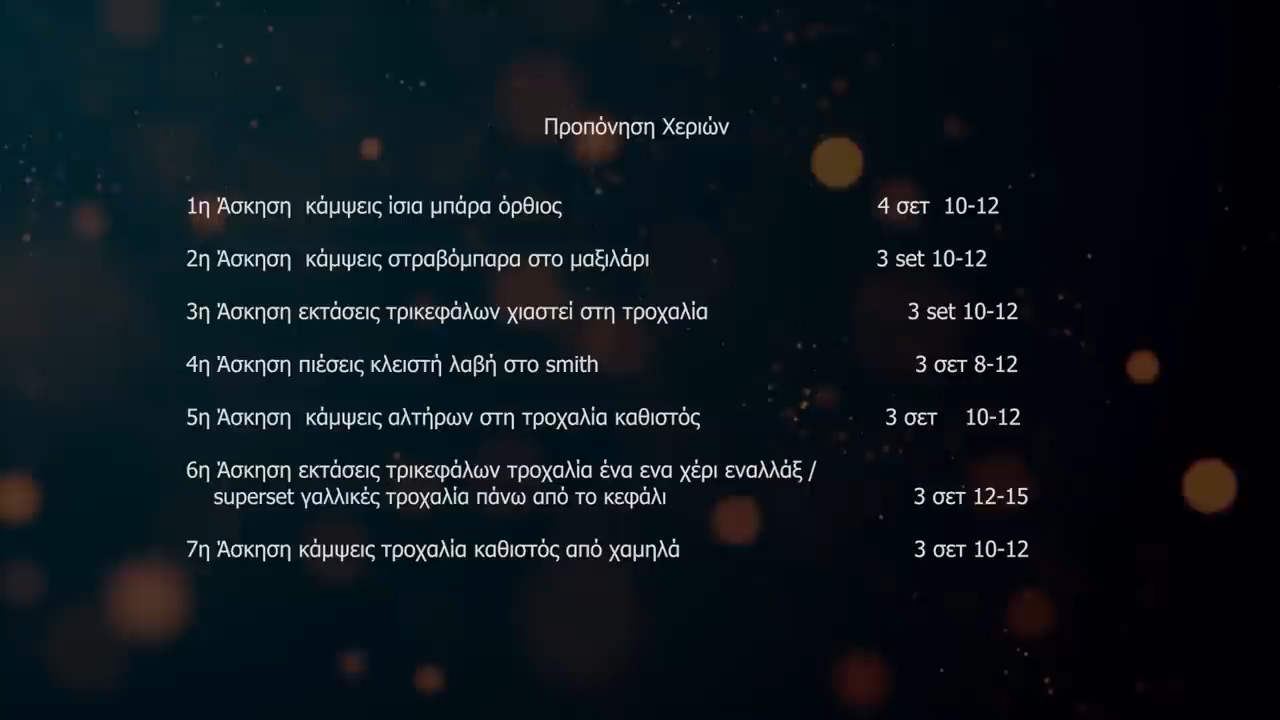 Προπόνηση Χεριών
1η Άσκηση κάμψεις ίσια μπάρα όρθιος 4 σετ 10-12
2η Άσκηση κάμψεις στραβόμπαρα στο μαξιλάρι 3 set 10-12
3η Άσκηση εκτάσεις τρικεφάλων χιαστεί στη τροχαλία 3 set 10-12
4η Άσκηση πιέσεις κλειστή λαβή στο smith 3 σετ 8-12
5η Άσκηση κάμψεις αλτήρων στη τροχαλία καθιστός 3 σετ 10-12
6η Άσκηση εκτάσεις τρικεφάλων τροχαλία ένα ενα χέρι εναλλάξ /
superset γαλλικές τροχαλία πάνω από το κεφάλι 3 σετ 12-15
7η Άσκηση κάμψεις τροχαλία καθιστός από χαμηλά 3 σετ 10-12